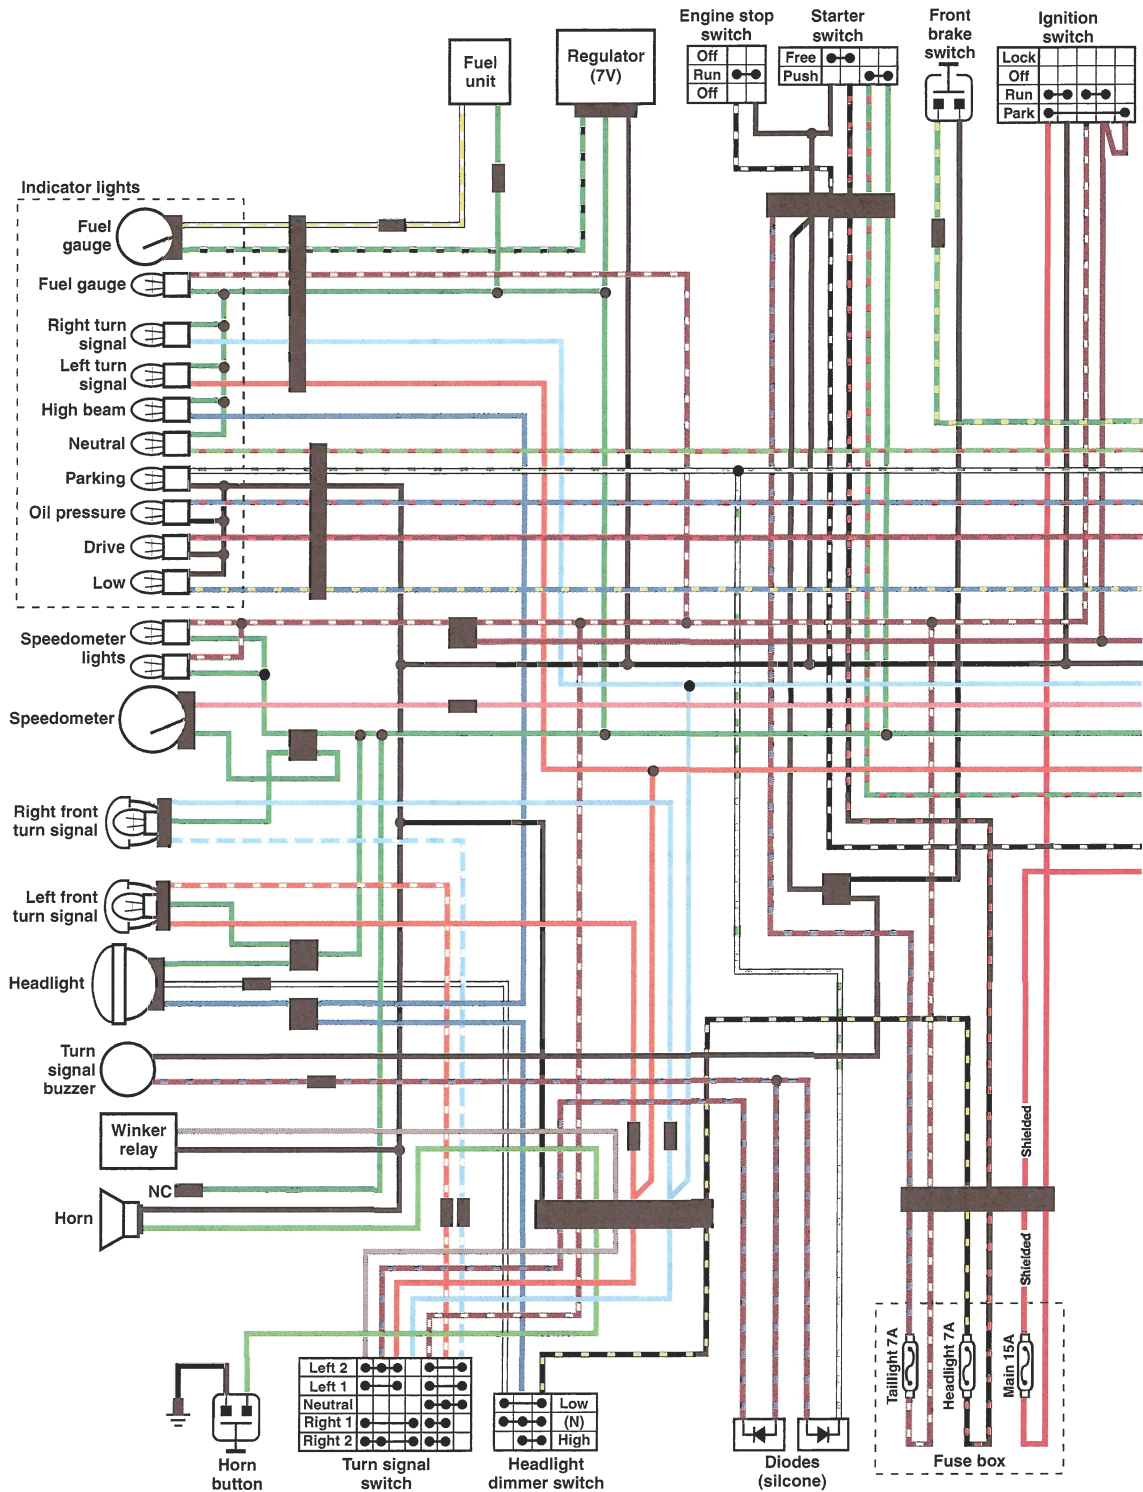 Engine stop
switch
Off
Run
Off
Starter
switch
Free
Push
Front
brake
switch
Ignition
switch
Lock
Off
Run
Park
Fuel
unit
Regulator
(7V)
Indicator lights
Fuel
gauge
Fuel gauge
Right turn
signal
Left turn
signal
High beam
Neutral
Parking
Oil pressure
Drive
Low
Speedometer
lights
Speedometer
Right front
turn signal
Left front
turn signal
Headlight
Turn
signal
buzzer
Winker
relay
NC
Horn
Shielded
Shielded
Taillight 7A
Headlight 7A
Main 15A
Fuse box
Left 2
Left 1
Neutral
Right 1
Right 2
Turn signal
switch
Low
(N)
High
Headlight
dimmer switch
Horn
button
Diodes
(silcone)